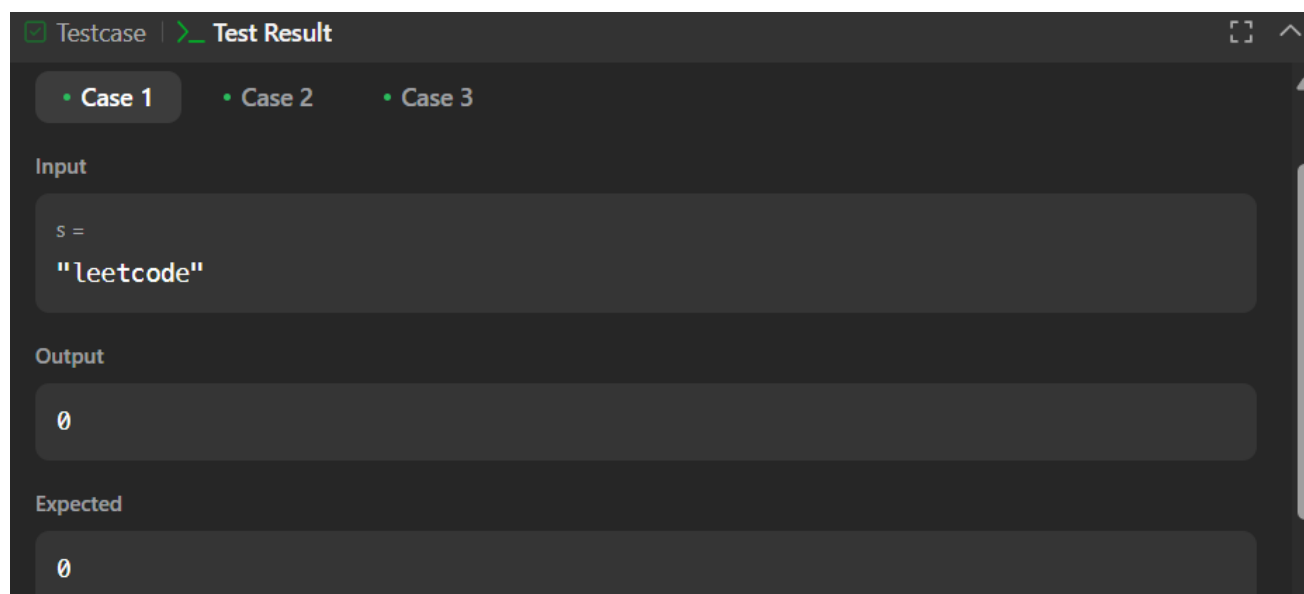 Testcase | >_ Test Result
• Case 1 • Case 2 • Case 3
Input
s =
"leetcode"
Output
0
Expected
0